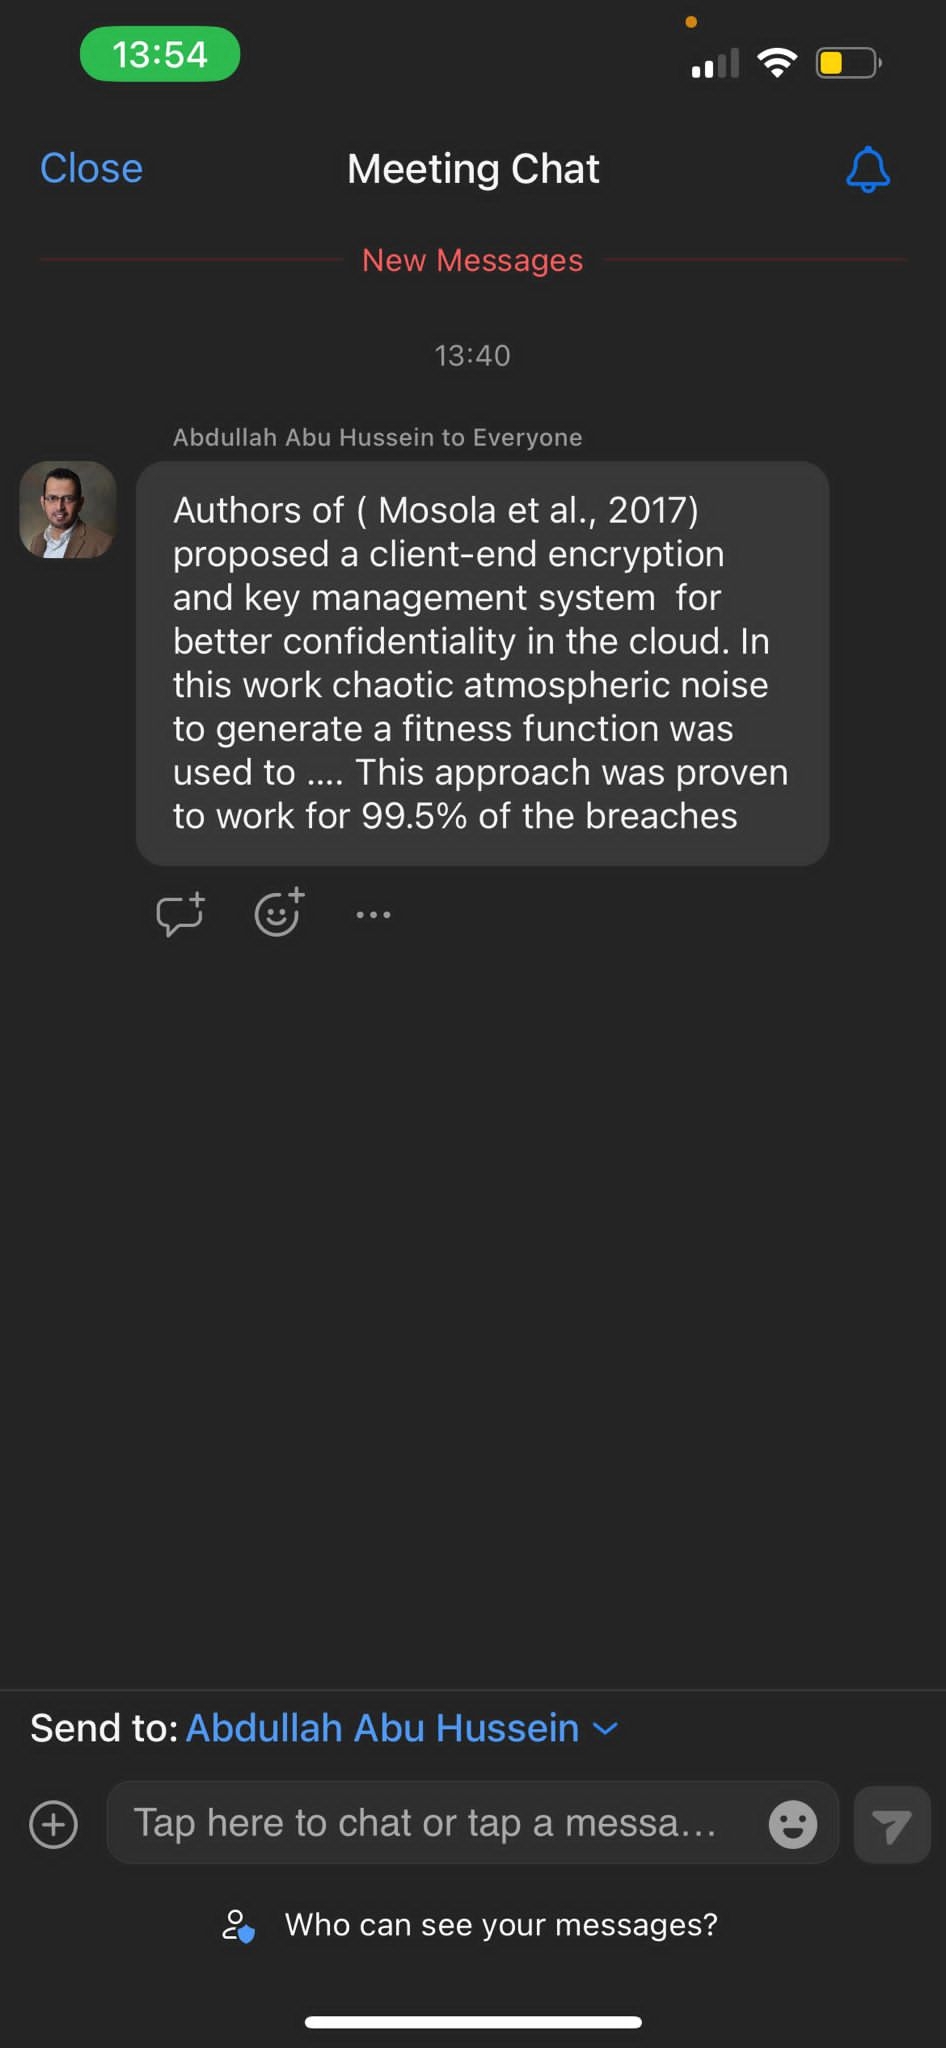 13:54
Close
Meeting Chat
New Messages
13:40
Abdullah Abu Hussein to Everyone
Authors of ( Mosola et al., 2017)
proposed a client-end encryption
and key management system  for
better confidentiality in the cloud. In
this work chaotic atmospheric noise
to generate a fitness function was
used to .... This approach was proven
to work for 99.5% of the breaches
Send to: Abdullah Abu Hussein
Tap here to chat or tap a messa...
Who can see your messages?